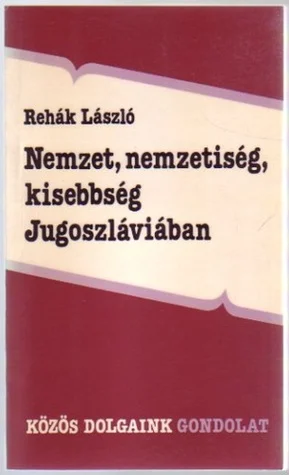 Rehák László
Nemzet, nemzetiség,
kisebbség
Jugoszláviában
KÖZÖS DOLGAINK GONDOLAT